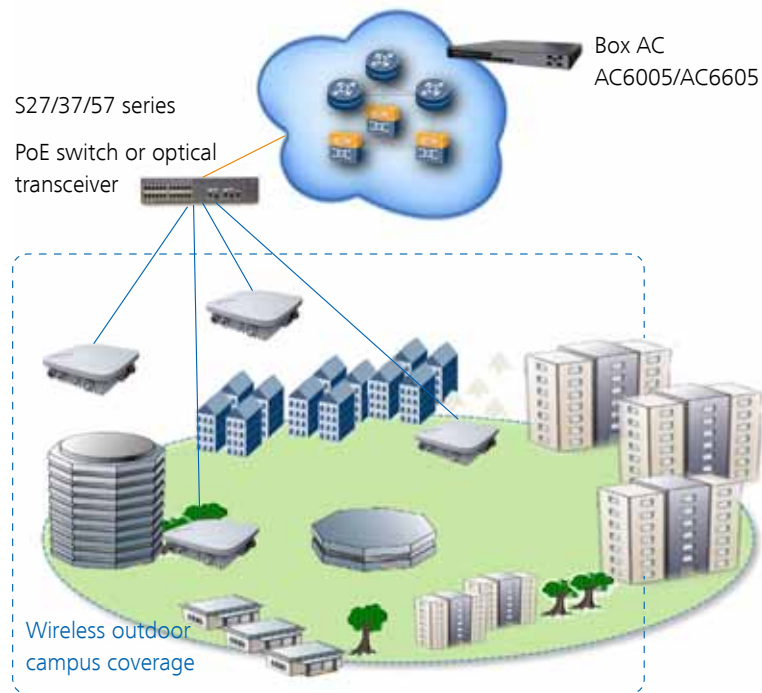 Box AC
AC6005/AC6605
S27/37/57 series
PoE switch or optical
transceiver
Wireless outdoor
campus coverage